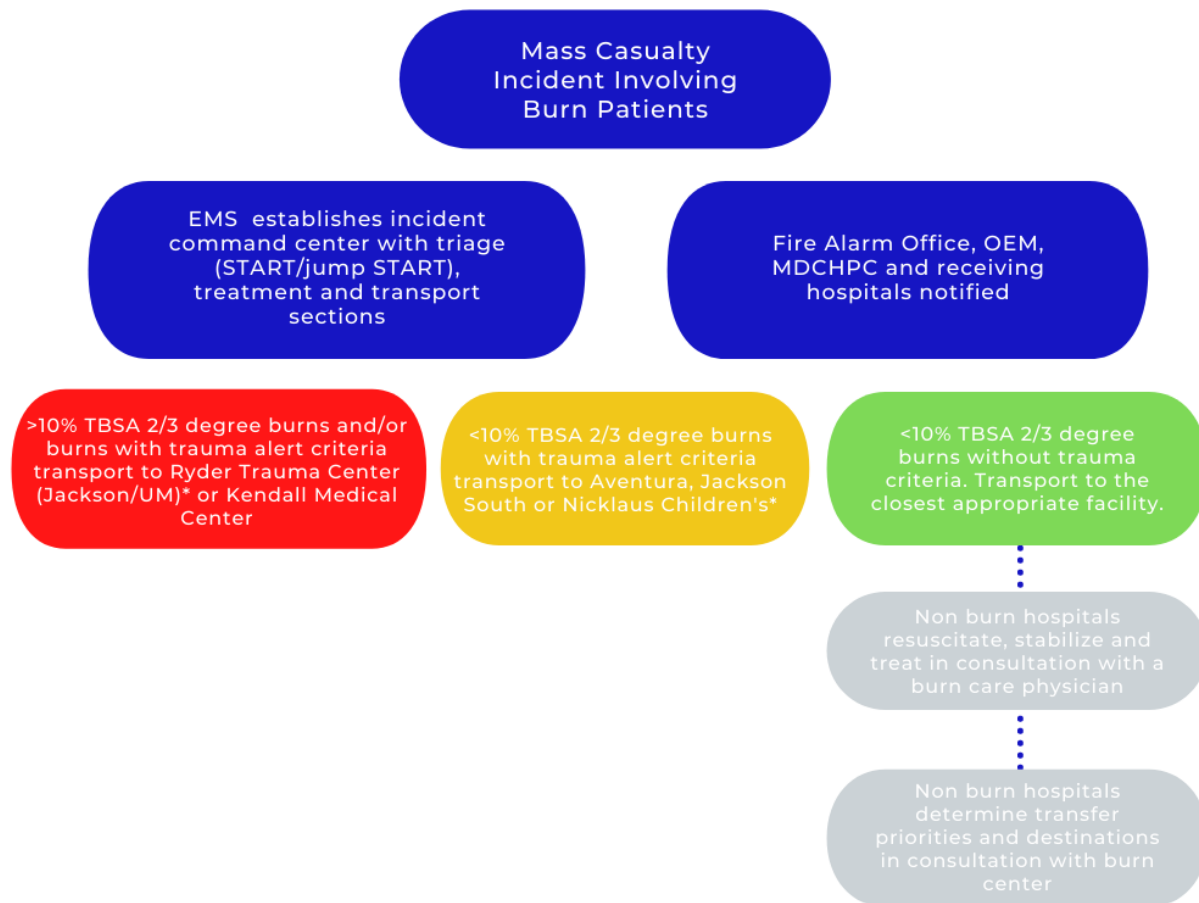 Mass Casualty
Incident Involving
Burn Patients
EMS establishes incident
command center with triage
(START/jump START),
treatment and transport
sections
Fire Alarm Office, OEM,
MDCHPC and receiving
hospitals notified
>10% TBSA 2/3 degree burns and/or
burns with trauma alert criteria
transport to Ryder Trauma Center
(Jackson/UM)* or Kendall Medical
Center
<10% TBSA 2/3 degree burns
with trauma alert criteria
transport to Aventura, Jackson
South or Nicklaus Children's*
<10% TBSA 2/3 degree
burns without trauma
criteria. Transport to the
closest appropriate facility.
Non burn hospitals
resuscitate, stabilize and
treat in consultation with a
burn care physician
Non burn hospitals
determine transfer
priorities and destinations
in consultation with burn
center